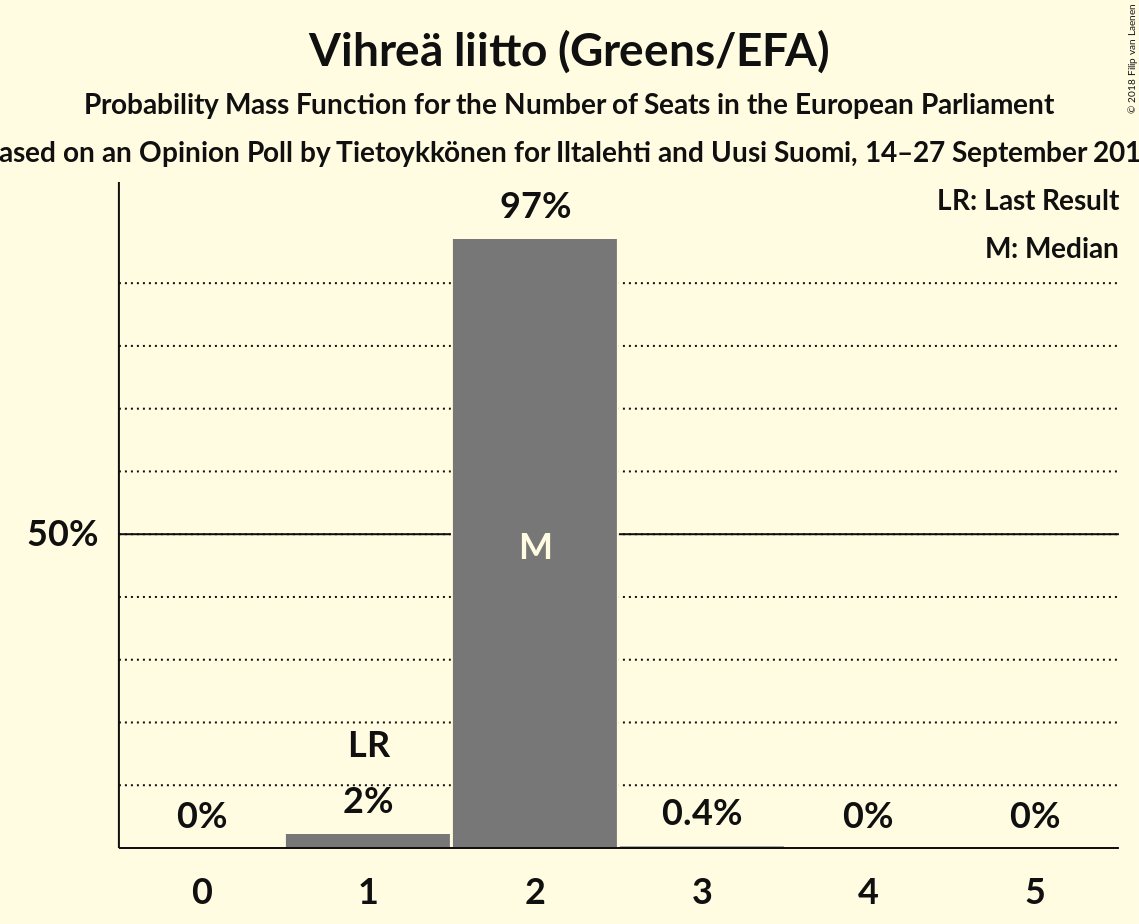 Vihreä liitto (Greens/EFA)
Probability Mass Function for the Number of Seats in the European Parliament
ased on an Opinion Poll by Tietoykkönen for Iltalehti and Uusi Suomi, 14–27 September 201
© 2018 Filip van Laenen
LR: Last Result
M: Median
97%
50%
M
LR
0%
2%
0.4%
0%
0%
0
1
2
3
4
5